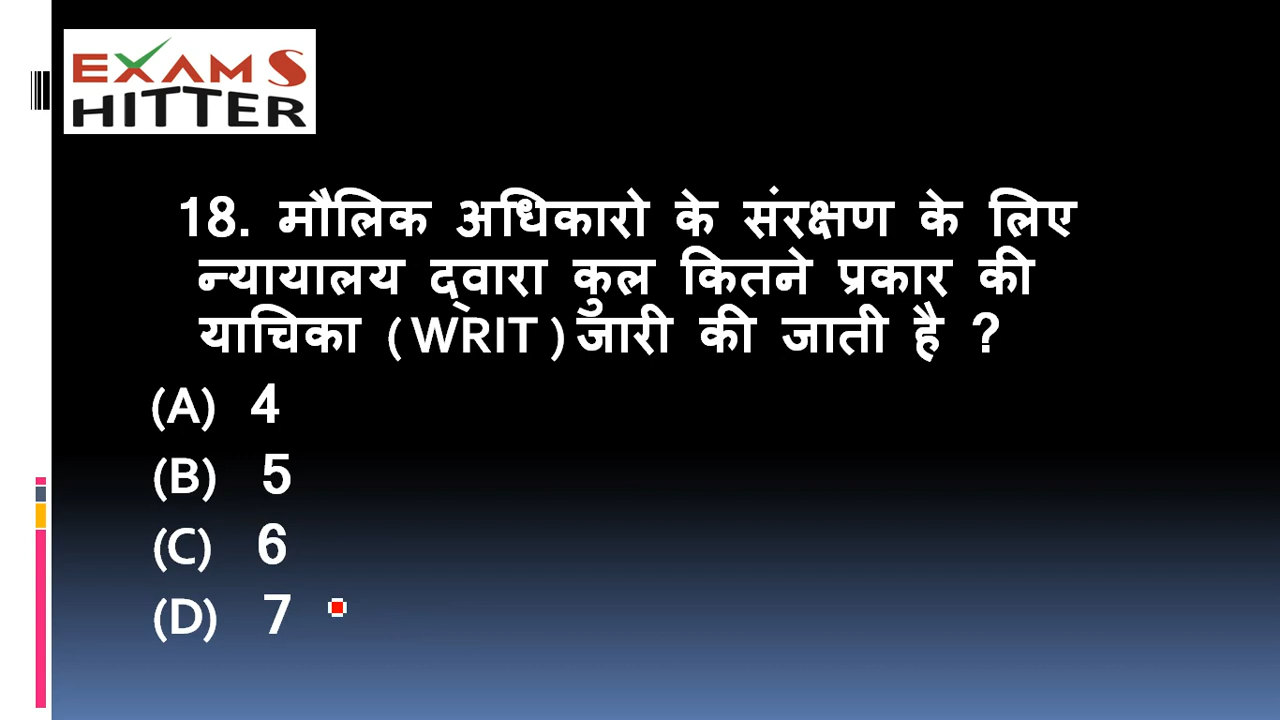 EXAMS
HITTER
18. मौलिक अधिकारो के संरक्षण के लिए
न्यायालय द्वारा कुल कितने प्रकार की
याचिका (WRIT) जारी की जाती है ?
(A) 4
(B) 5
(C) 6
(D) 7